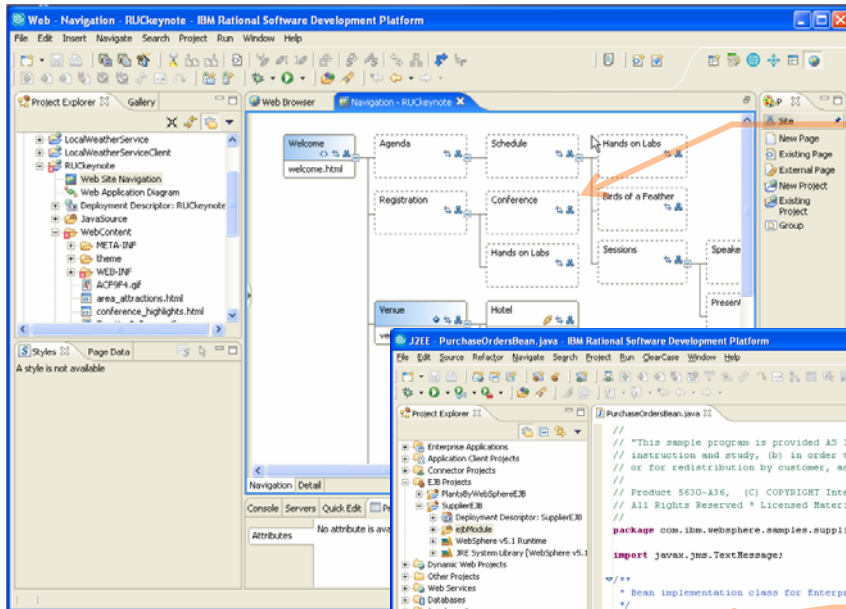 Web - Navigation - RUCkeynote - IBM Rational Software Development Platform
File Edit Insert Navigate Search Project Run Window Help
Project Explorer Gallery
LocalWeatherService
LocalWeatherServiceClient
RUCkeynote
Web Site Navigation
Web Application Diagram
Deployment Descriptor: RUCkeynote
JavaSource
WebContent
META-INF
theme
WEB-INF
ACF9F4.gif
area_attractions.html
conference_highlights.html
Styles Page Data
A style is not available
Web Browser Navigation - RUCkeynote
Welcome
welcome.html
Agenda
Schedule
Hands on Labs
Registration
Conference
Birds of a Feather
Hands on Labs
Sessions
Speake
Present
Venue
Hotel
Navigation Detail
Console Servers Quick Edit
Attributes
No attribute is ava
P
Site
New Page
Existing Page
External Page
New Project
Existing
Project
Group
J2EE - PurchaseOrdersBean.java - IBM Rational Software Development Platform
File Edit Source Refactor Navigate Search Project Run ClearCase Window Help
Project Explorer
Enterprise Applications
Application Client Projects
Connector Projects
EJB Projects
PlantsByWebSphereEJB
SupplierEJB
Deployment Descriptor: SupplierEJB
ejbModule
WebSphere v5.1 Runtime
JRE System Library [WebSphere v5.1
Dynamic Web Projects
Other Projects
Web Services
Databases
PurchaseOrdersBean.java
//
// "This sample program is provided AS I
// instruction and study, (b) in order t
// or for redistribution by customer, as
//
// Product 5630-A36, (C) COPYRIGHT Inte
// All Rights Reserved * Licensed Mater
//
package com.ibm.websphere.samples.suppli
import javax.jms.TextMessage;
/**
* Bean implementation class for Enterpr
*/